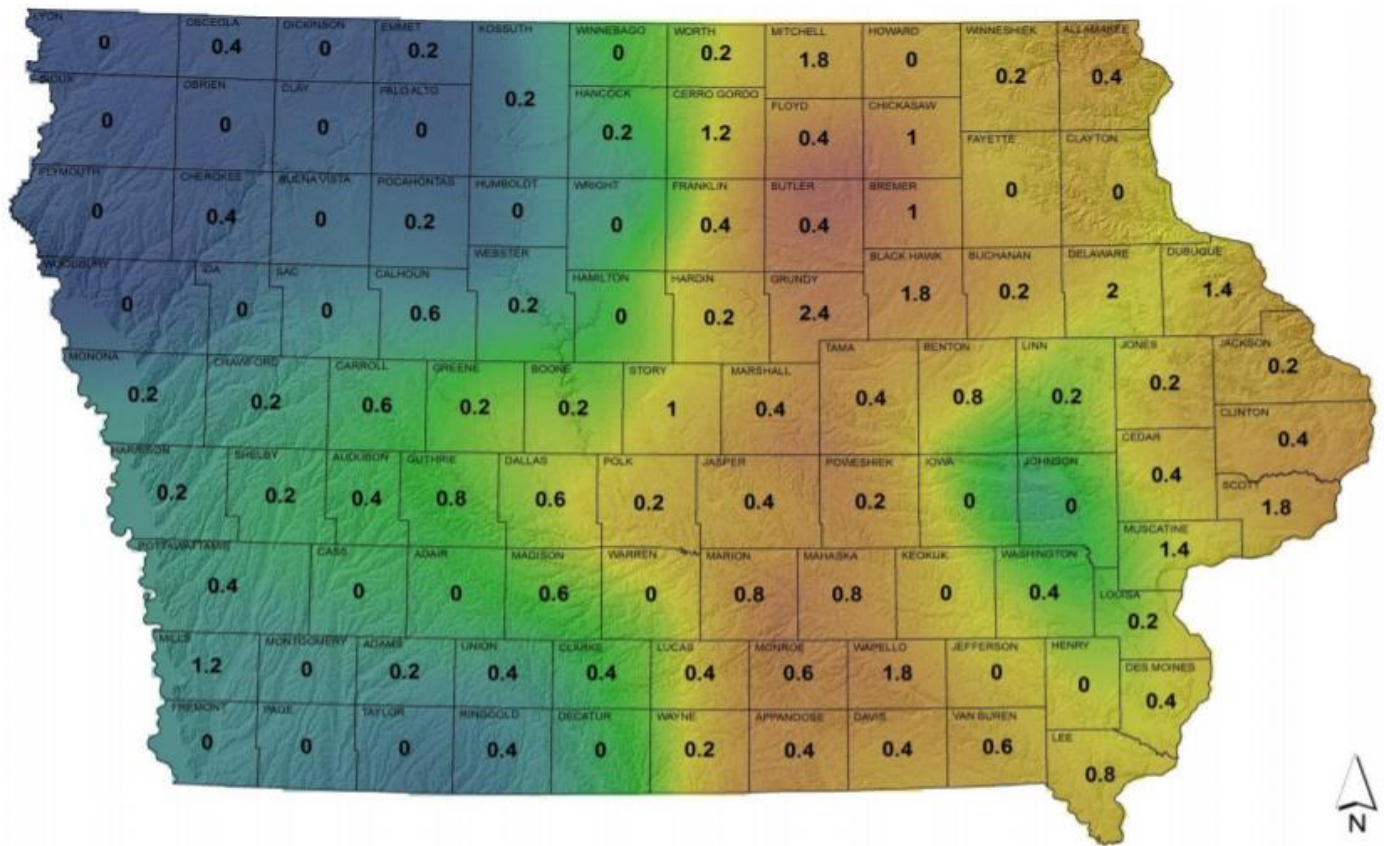 LYON OSCEOLA DICKINSON EMMET KOSSUTH WINNEBAGO WORTH MITCHELL HOWARD WINNESHIEK ALLAMAKEE
0 0.4 0 0.2 0.2 0 0.2 1.8 0 0.2 0.4
SIOUX OBRIEN CLAY PALO ALTO HANCOCK CERRO GORDO FLOYD CHICKASAW
0 0 0 0 0.2 1.2 0.4 1
FAYETTE CLAYTON
0 0
PLYMOUTH CHEROKEE BUENA VISTA POCAHONTAS HUMBOLDT WRIGHT FRANKLIN BUTLER BREMER
0 0.4 0 0.2 0 0 0.4 0.4 1
WOODBURY IDA SAC CALHOUN WEBSTER HAMILTON HARDIN GRUNDY BLACK HAWK BUCHANAN DELAWARE DUBUQUE
0 0 0 0.6 0.2 0 0.2 2.4 1.8 0.2 2 1.4
MONONA CRAWFORD CARROLL GREENE BOONE STORY MARSHALL TAMA BENTON LINN JONES JACKSON
0.2 0.2 0.6 0.2 0.2 1 0.4 0.4 0.8 0.2 0.2 0.2
CLINTON
0.4
HARRISON SHELBY AUDUBON GUTHRIE DALLAS POLK JASPER POWESHIEK IOWA JOHNSON CEDAR SCOTT
0.2 0.2 0.4 0.8 0.6 0.2 0.4 0.2 0 0 0.4 1.8
MUSCATINE
1.4
POTTAWATTAMIE CASS ADAIR MADISON WARREN MARION MAHASKA KEOKUK WASHINGTON LOUISA
0.4 0 0 0.6 0 0.8 0.8 0 0.4 0.2
MILLS MONTGOMERY ADAMS UNION CLARKE LUCAS MONROE WAPELLO JEFFERSON HENRY DES MOINES
1.2 0 0.2 0.4 0.4 0.4 0.6 1.8 0 0 0.4
FREMONT PAGE TAYLOR RINGGOLD DECATUR WAYNE APPANOOSE DAVIS VAN BUREN LEE
0 0 0 0.4 0 0.2 0.4 0.4 0.6 0.8
N